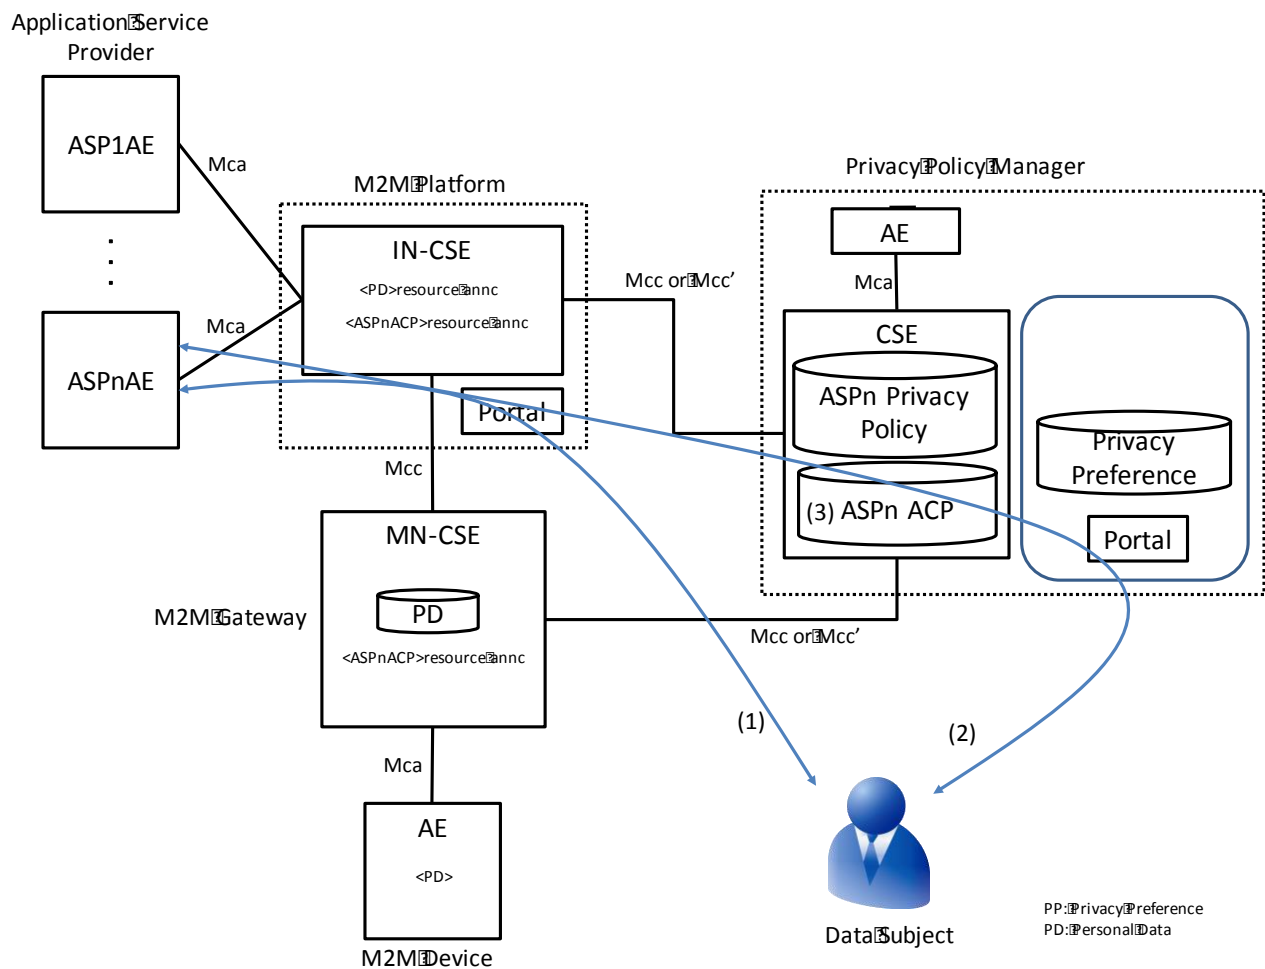 Application Service
Provider
ASP1AE
Mca
M2M Platform
Privacy Policy Manager
IN-CSE
<PD>resource annc
<ASPnACP>resource annc
Mcc or Mcc’
AE
Mca
. . .
Mca
ASPnAE
Portal
CSE
ASPn Privacy
Policy
(3) ASPn ACP
Privacy
Preference
Portal
Mcc
MN-CSE
M2M Gateway
PD
<ASPnACP>resource annc
Mcc or Mcc’
(1)
(2)
Mca
AE
<PD>
M2M Device
Data Subject
PP: Privacy Preference
PD: Personal Data